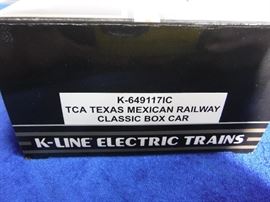 K-649117IC
TCA TEXAS MEXICAN RAILWAY
CLASSIC BOX CAR
K-LINE ELECTRIC TRAINS